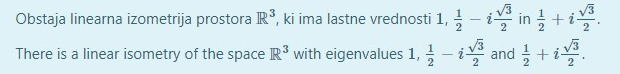 Obstaja linearna izometrija prostora ℝ³, ki ima lastne vrednosti 1, 1/2 − i√3/2 in 1/2 + i√3/2.
There is a linear isometry of the space ℝ³ with eigenvalues 1, 1/2 − i√3/2 and 1/2 + i√3/2.